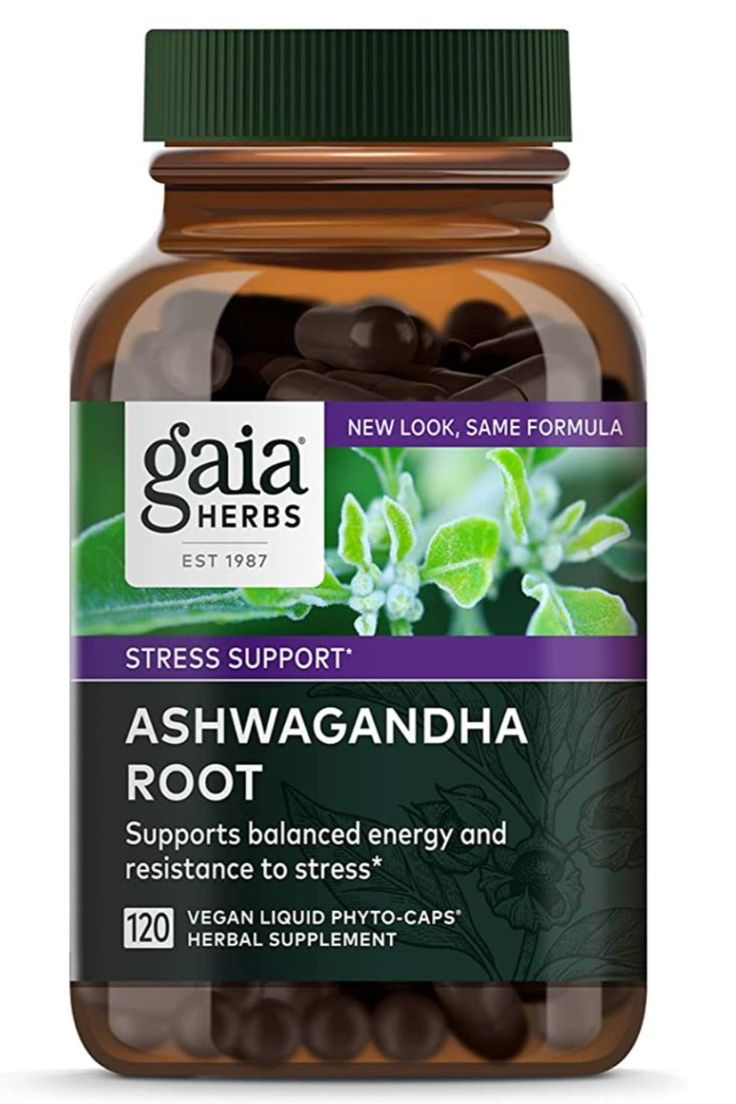 NEW LOOK, SAME FORMULA
gaia®
HERBS
EST 1987
STRESS SUPPORT*
ASHWAGANDHA
ROOT
Supports balanced energy and
resistance to stress*
120 VEGAN LIQUID PHYTO-CAPS®
HERBAL SUPPLEMENT